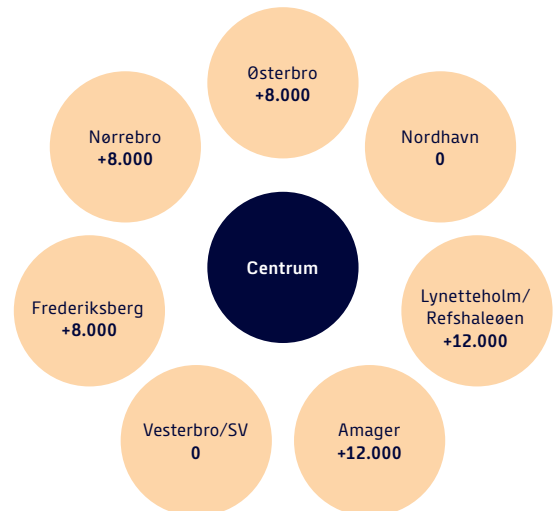 Østerbro
+8.000
Nørrebro
+8.000
Nordhavn
0
Centrum
Frederiksberg
+8.000
Lynetteholm/
Refshaleøen
+12.000
Vesterbro/SV
0
Amager
+12.000